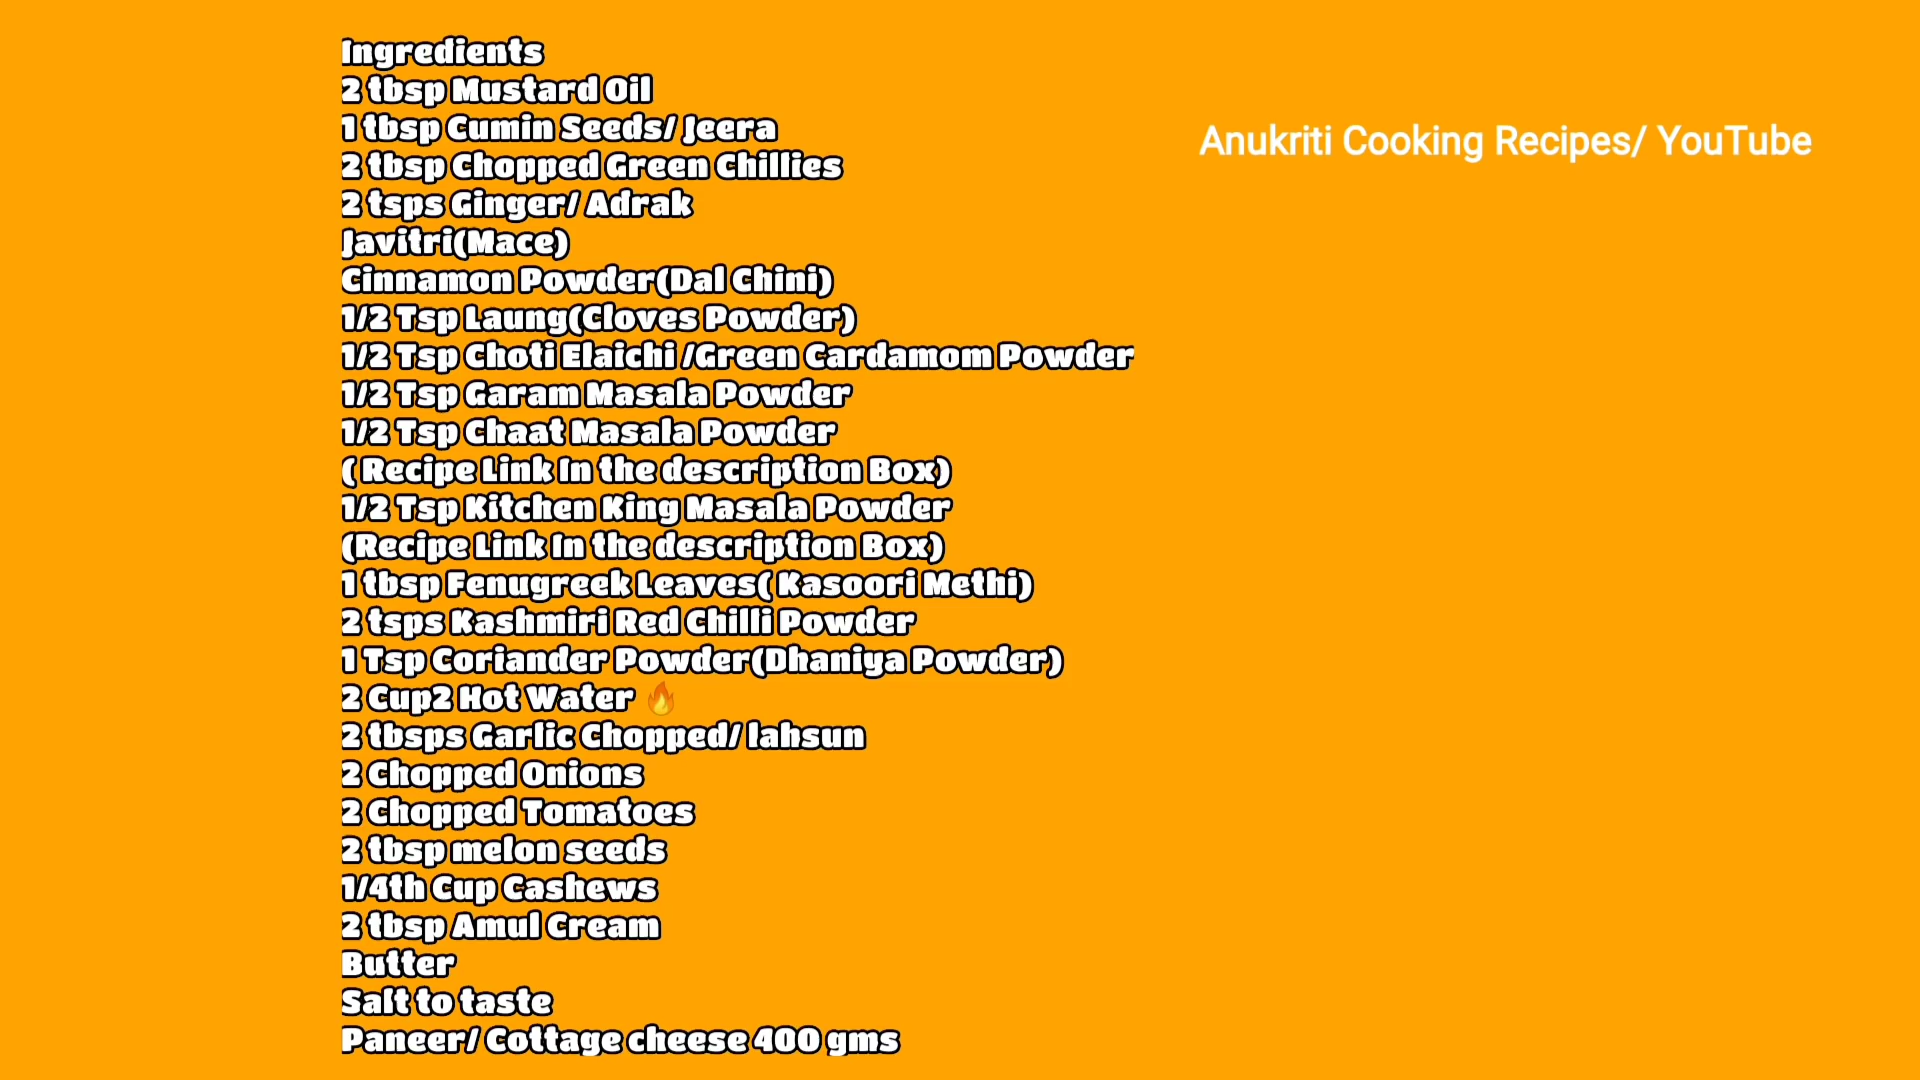 Ingredients
2 tbsp Mustard Oil
1 tbsp Cumin Seeds/ Jeera
Anukriti Cooking Recipes/ YouTube
2 tbsp Chopped Green Chillies
2 tsps Ginger/ Adrak
Javitri(Mace)
Cinnamon Powder(Dal Chini)
1/2 Tsp Laung(Cloves Powder)
1/2 Tsp Choti Elaichi /Green Cardamom Powder
1/2 Tsp Garam Masala Powder
1/2 Tsp Chaat Masala Powder
( Recipe Link In the description Box)
1/2 Tsp Kitchen King Masala Powder
(Recipe Link In the description Box)
1 tbsp Fenugreek Leaves( Kasoori Methi)
2 tsps Kashmiri Red Chilli Powder
1 Tsp Coriander Powder(Dhaniya Powder)
2 Cup2 Hot Water 🔥
2 tbsps Garlic Chopped/ lahsun
2 Chopped Onions
2 Chopped Tomatoes
2 tbsp melon seeds
1/4th Cup Cashews
2 tbsp Amul Cream
Butter
Salt to taste
Paneer/ Cottage cheese 400 gms